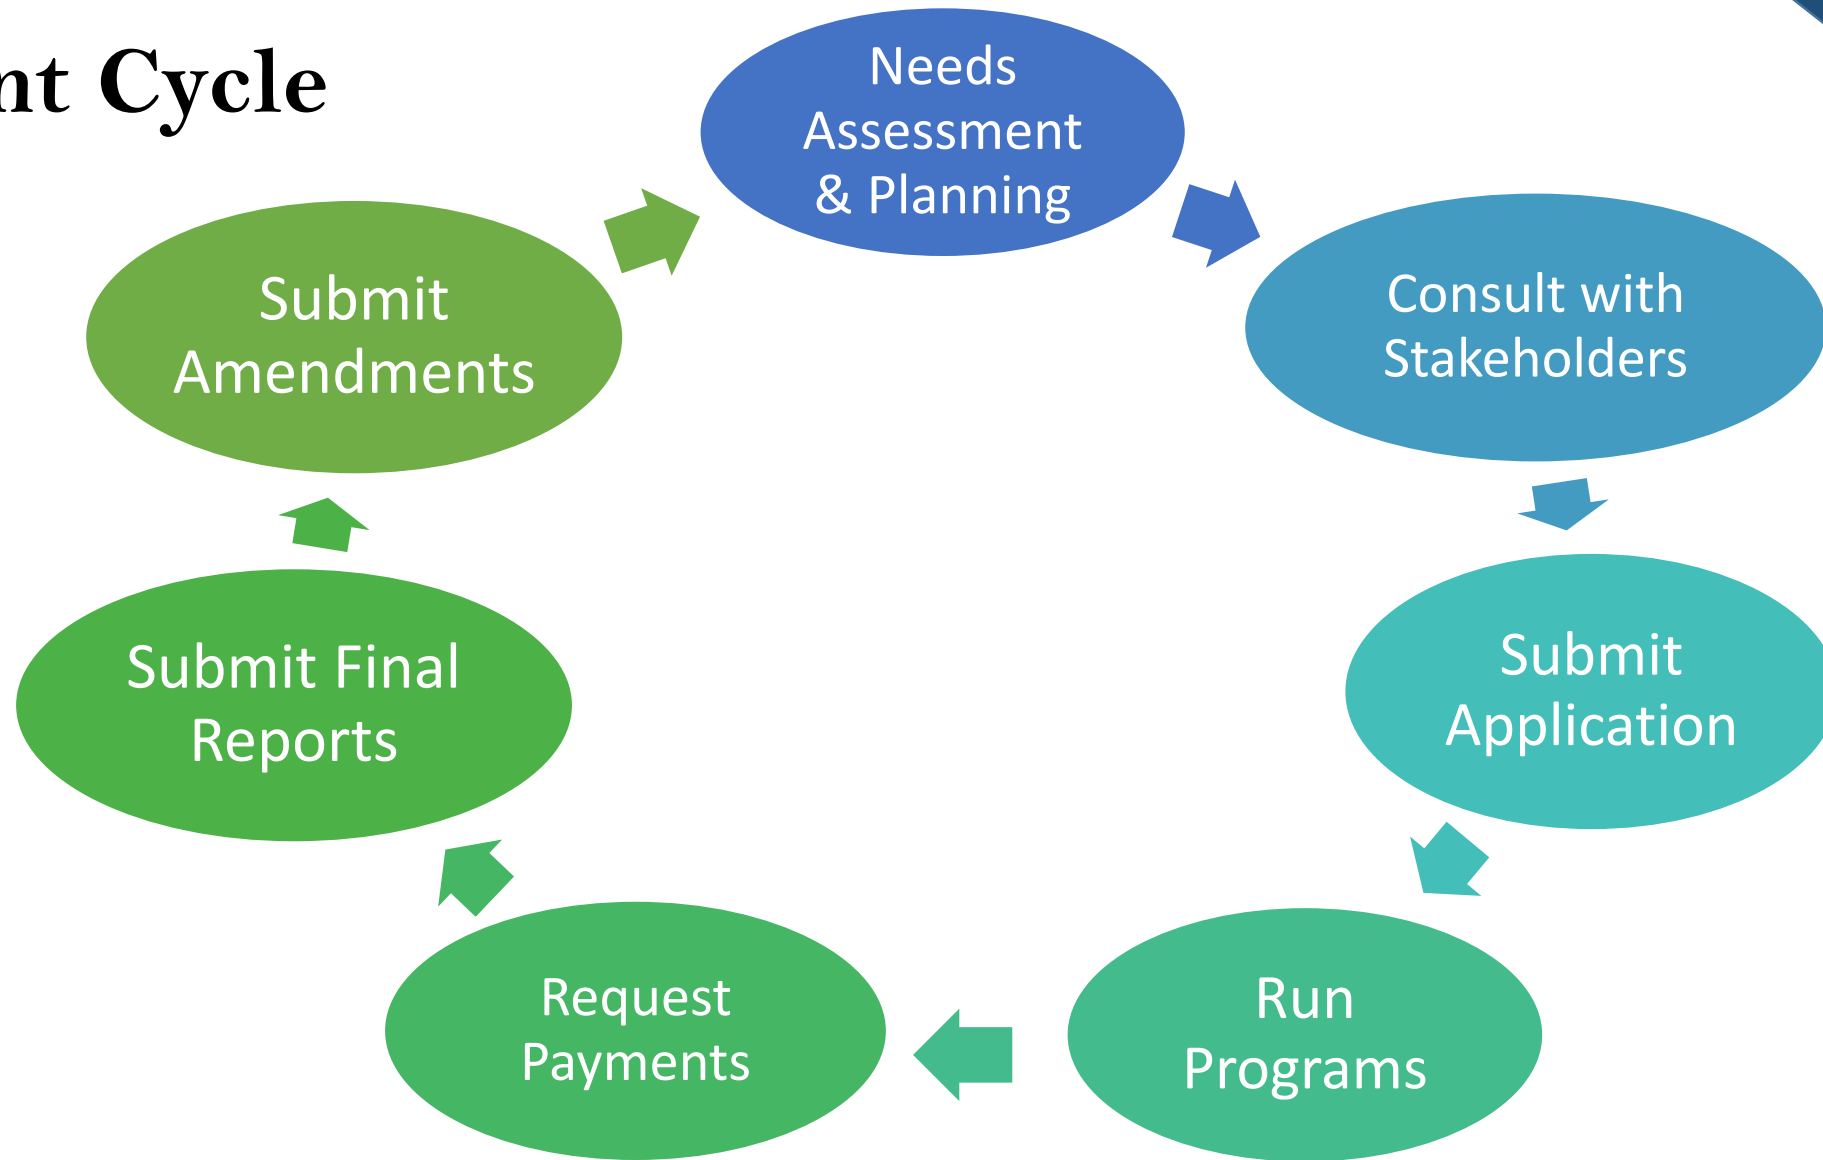 nt Cycle
Needs
Assessment
& Planning
Consult with
Stakeholders
Submit
Application
Run
Programs
Request
Payments
Submit Final
Reports
Submit
Amendments